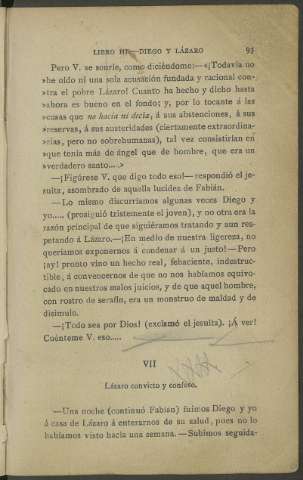 LIBRO III—DIEGO Y LÁZARO 95
Pero V. se sonríe, como diciéndome:—«¡Todavía no
»he oído ni una sola acusación fundada y racional con-
»tra el pobre Lázaro! Cuanto ha hecho y dicho hasta
»ahora es bueno en el fondo; y, por lo tocante á las
»cosas que no hacía ni decía, á sus abstenciones, á sus
»reservas, á sus austeridades (ciertamente extraordina-
»rias, pero no sobrehumanas), tal vez consistirían en
»que tenía más de ángel que de hombre, que era un
»verdadero santo....»
—¡Figúrese V. que digo todo eso!—respondió el je-
suíta, asombrado de aquella lucidez de Fabián.
—Lo mismo discurríamos algunas veces Diego y
yo..... (prosiguió tristemente el joven), y no otra era la
razón principal de que siguiéramos tratando y aun res-
petando á Lázaro.—¡En medio de nuestra ligereza, no
queríamos exponernos á condenar á un justo!—Pero
¡ay! pronto vino un hecho real, fehaciente, indestruc-
tible, á convencernos de que no nos habíamos equivo-
cado en nuestros malos juicios, y de que aquel hombre,
con rostro de serafín, era un monstruo de maldad y de
disimulo.
—¡Todo sea por Dios! (exclamó el jesuíta). ¡Á ver!
Cuénteme V. eso.....
VII
Lázaro convicto y confeso.
—Una noche (continuó Fabián) fuimos Diego y yo
á casa de Lázaro á enterarnos de su salud, pues no lo
habíamos visto hacía una semana.—Subimos seguida-